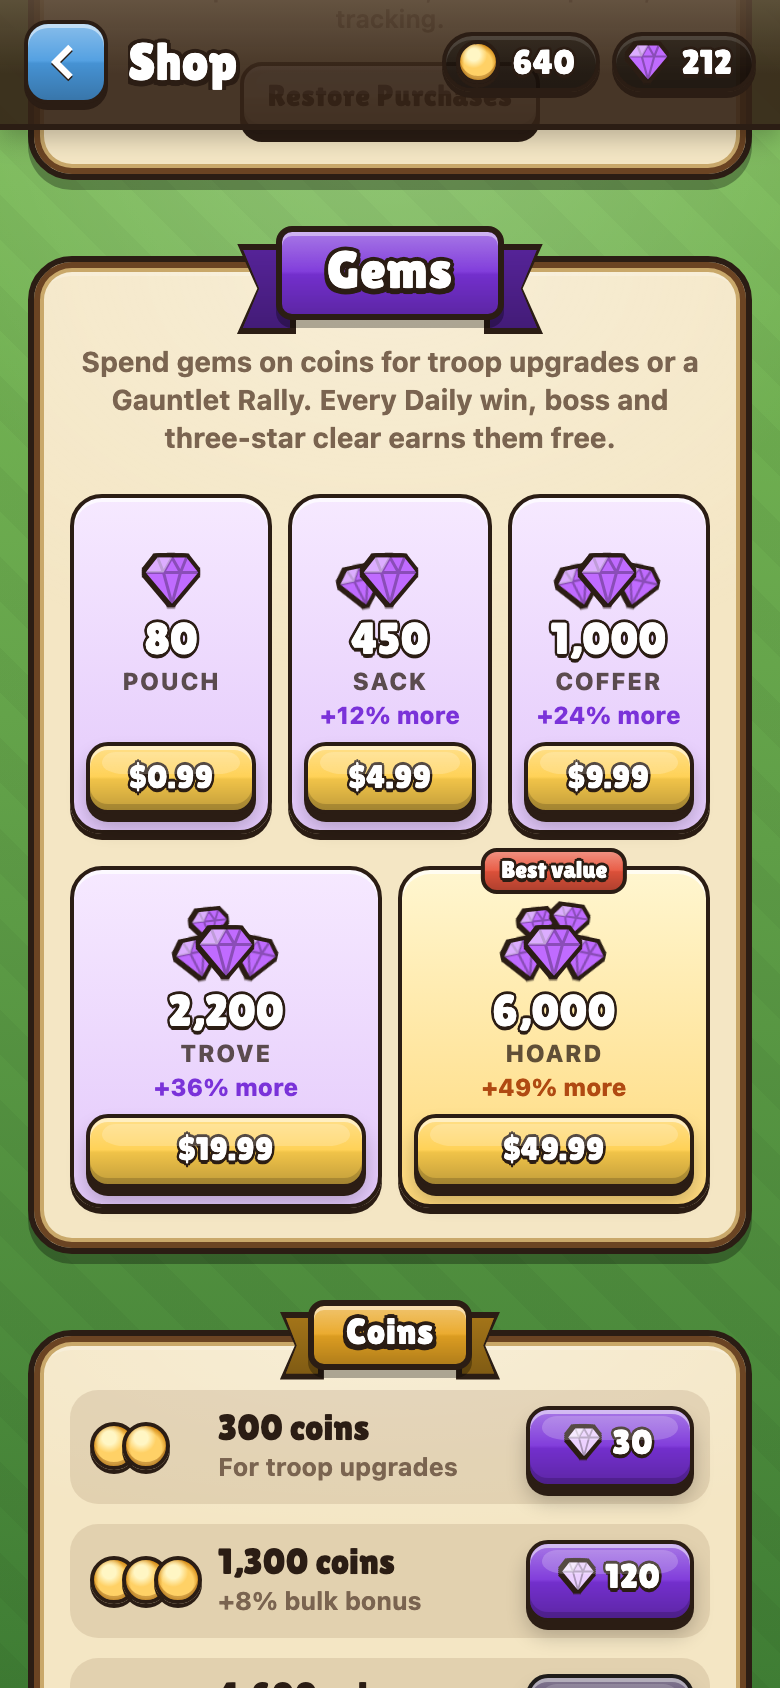 tracking.
Shop
640
212
Restore Purchases
Gems
Spend gems on coins for troop upgrades or a
Gauntlet Rally. Every Daily win, boss and
three-star clear earns them free.
80
POUCH
$0.99
450
SACK
+12% more
$4.99
1,000
COFFER
+24% more
$9.99
2,200
TROVE
+36% more
$19.99
Best value
6,000
HOARD
+49% more
$49.99
Coins
300 coins
For troop upgrades
30
1,300 coins
+8% bulk bonus
120